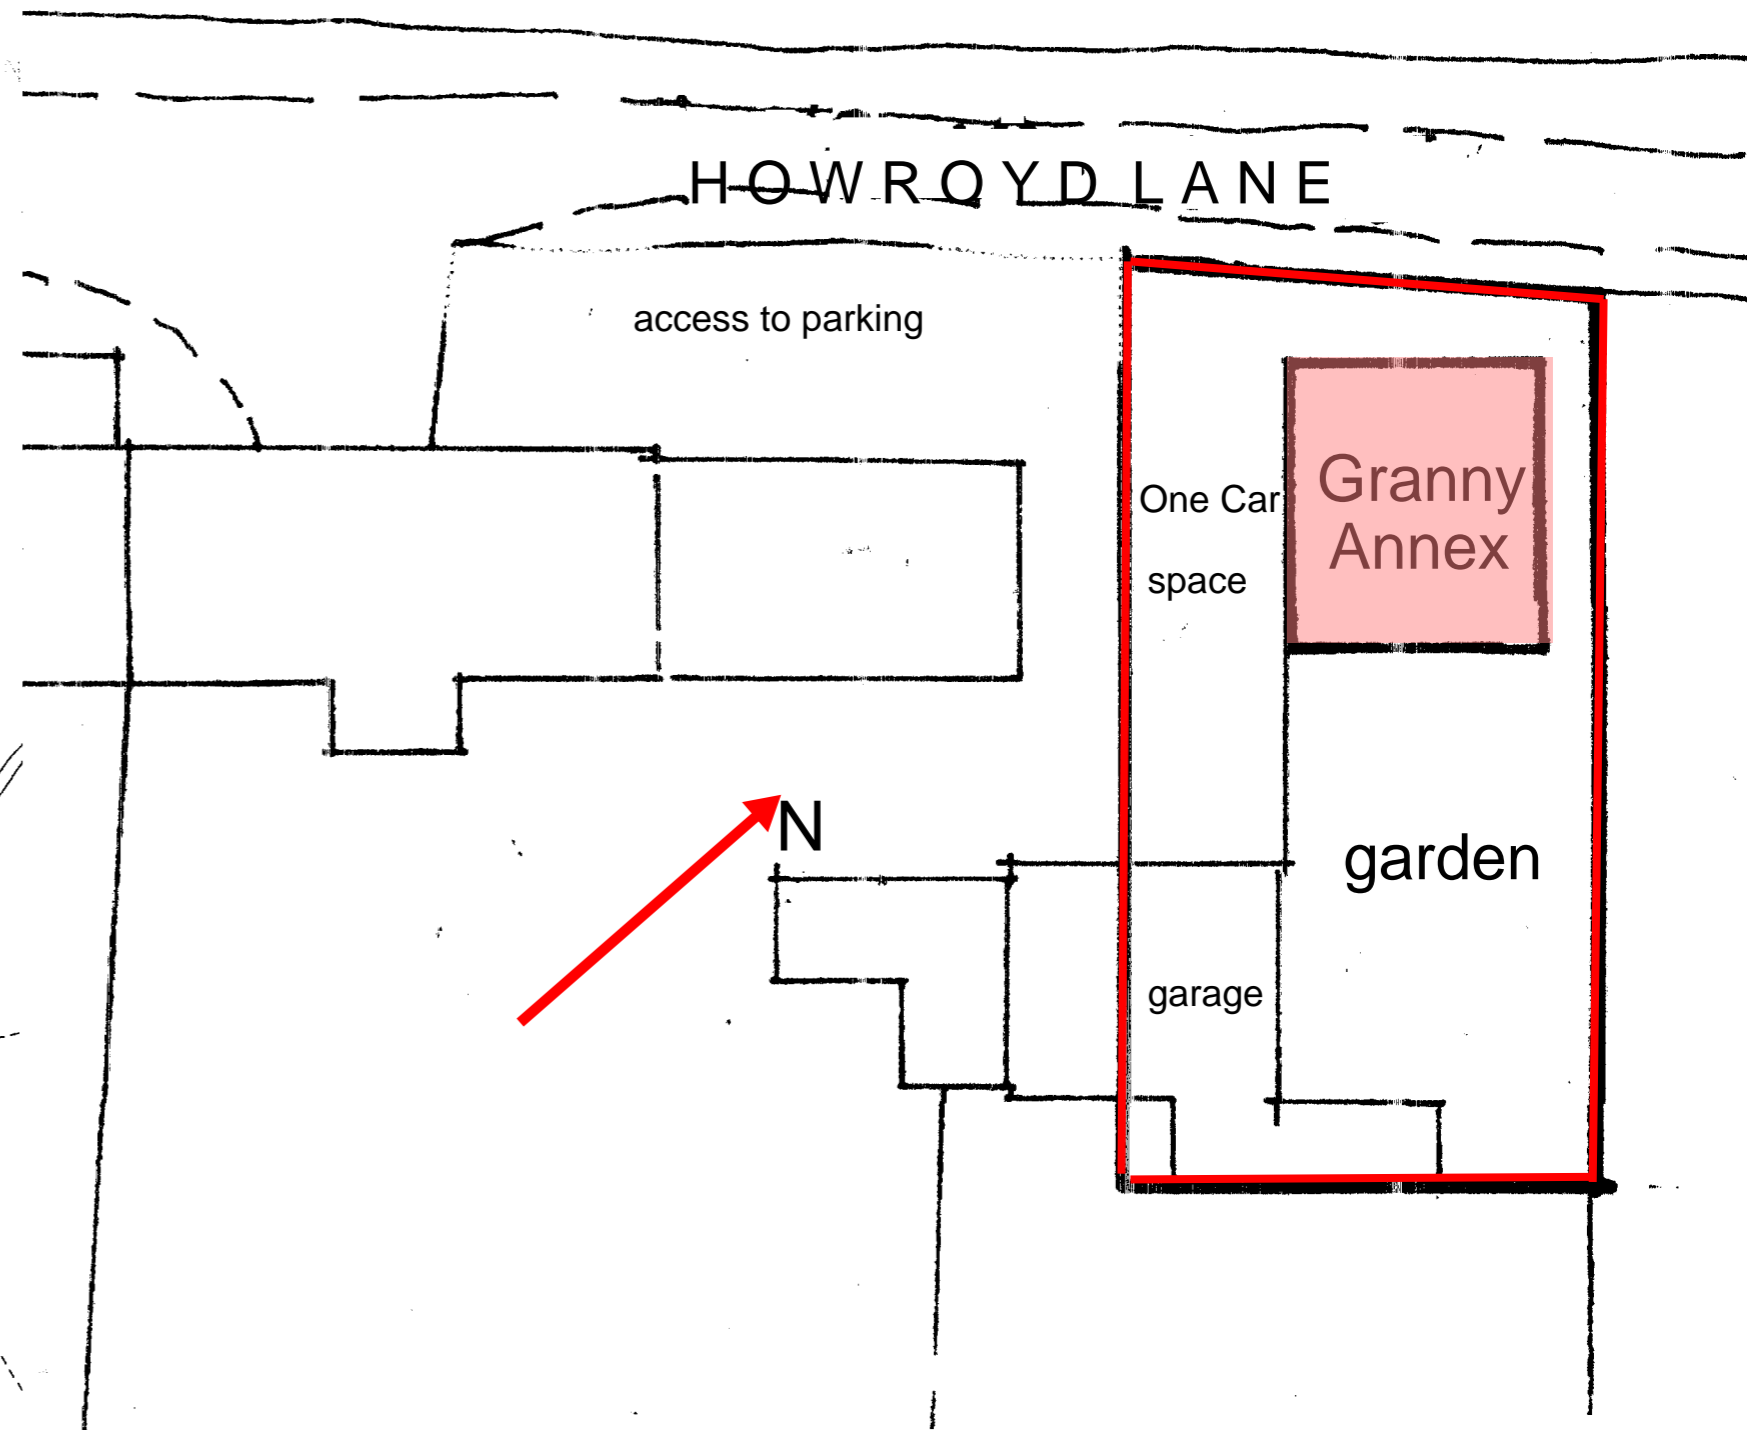 HOWROYD LANE
access to parking
One Car
space
Granny
Annex
N
garden
garage